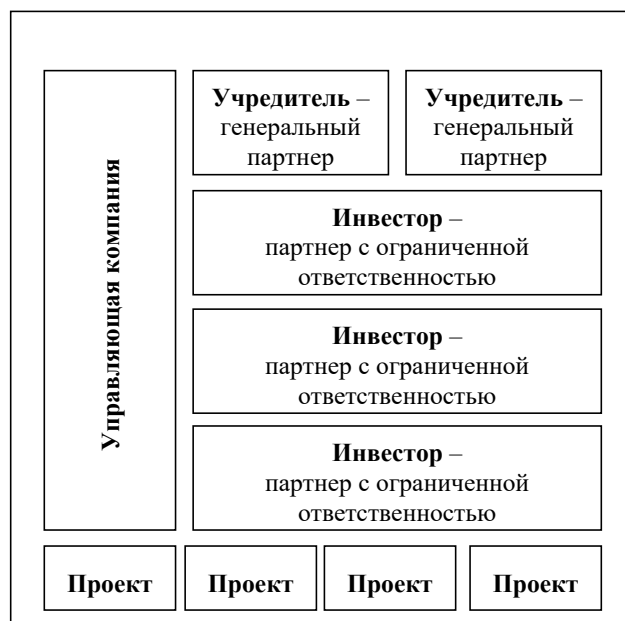 Управляющая компания
Учредитель –
генеральный
партнер
Учредитель –
генеральный
партнер
Инвестор –
партнер с ограниченной
ответственностью
Инвестор –
партнер с ограниченной
ответственностью
Инвестор –
партнер с ограниченной
ответственностью
Проект
Проект
Проект
Проект